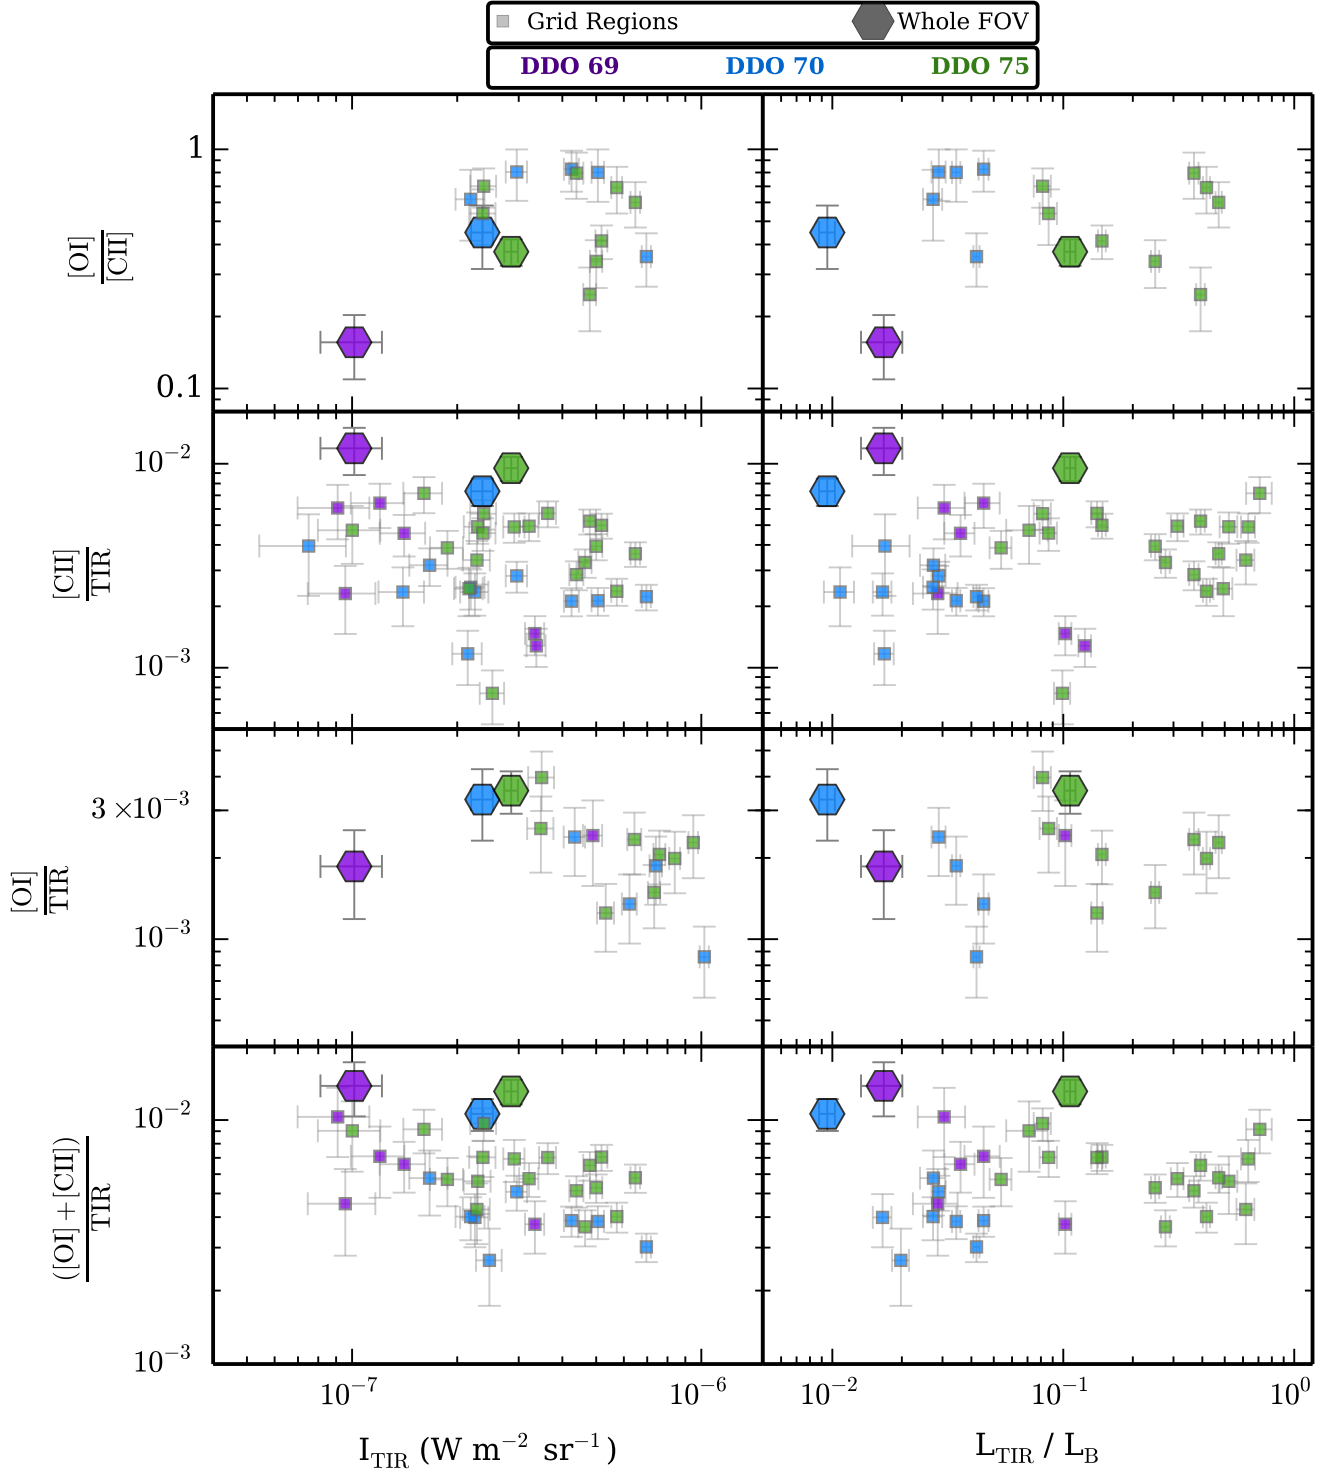 Grid Regions Whole FOV
DDO 69 DDO 70 DDO 75
1
[OI]
[CII]
0.1
10⁻²
[CII]
TIR
10⁻³
3 ×10⁻³
[OI]
TIR
10⁻³
10⁻²
([OI]+[CII])
TIR
10⁻³
10⁻⁷ 10⁻⁶ 10⁻² 10⁻¹ 10⁰
I_TIR (W m⁻² sr⁻¹) L_TIR / L_B